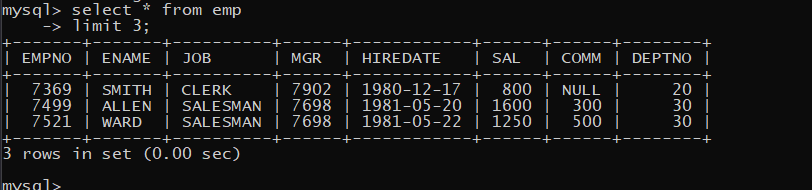 mysql> select * from emp
    -> limit 3;
+-------+-------+----------+------+------------+------+------+--------+
| EMPNO | ENAME | JOB      | MGR  | HIREDATE   | SAL  | COMM | DEPTNO |
+-------+-------+----------+------+------------+------+------+--------+
|  7369 | SMITH | CLERK    | 7902 | 1980-12-17 |  800 | NULL |     20 |
|  7499 | ALLEN | SALESMAN | 7698 | 1981-05-20 | 1600 |  300 |     30 |
|  7521 | WARD  | SALESMAN | 7698 | 1981-05-22 | 1250 |  500 |     30 |
+-------+-------+----------+------+------------+------+------+--------+
3 rows in set (0.00 sec)
mysql>